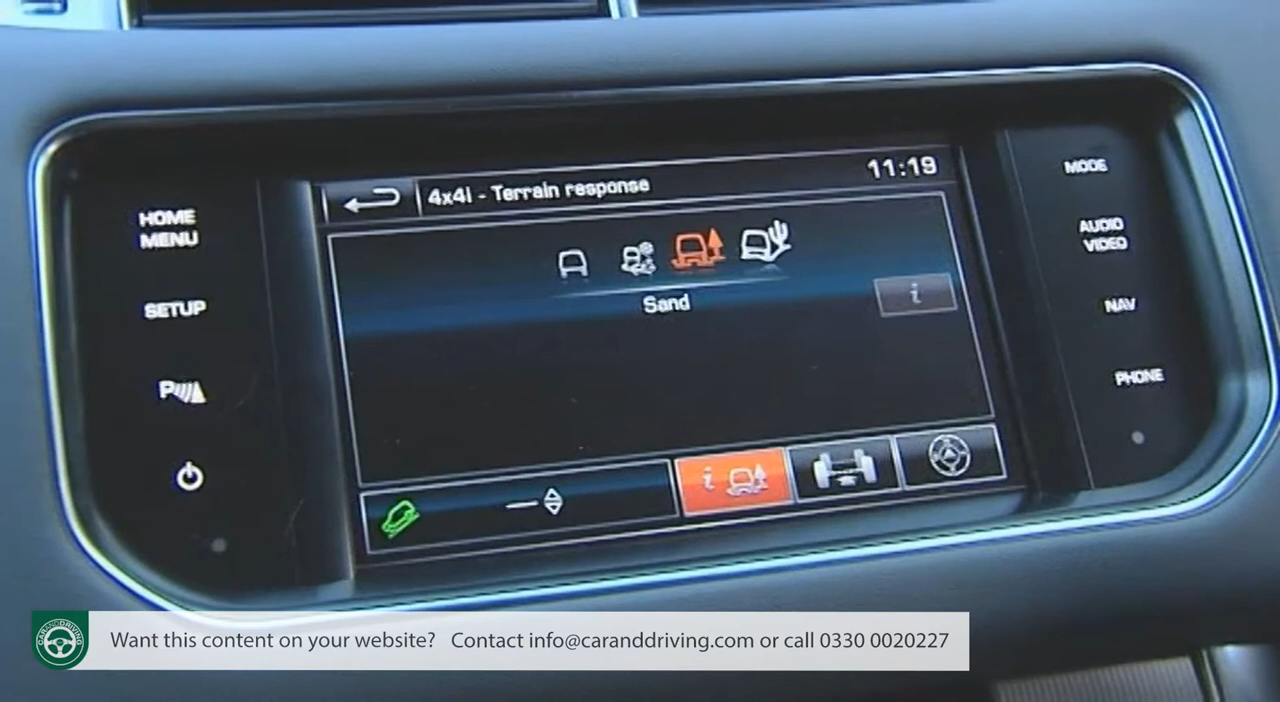 4x4i - Terrain response
11:19
HOME
MENU
SETUP
P
Sand
i
i
MODE
AUDIO
VIDEO
NAV
PHONE
CARANDDRIVING
Want this content on your website? Contact info@caranddriving.com or call 0330 0020227